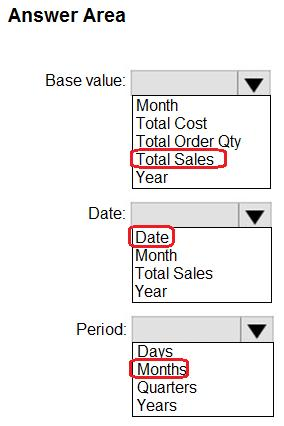 Answer Area
Base value:
Month
Total Cost
Total Order Qty
Total Sales
Year
Date:
Date
Month
Total Sales
Year
Period:
Days
Months
Quarters
Years